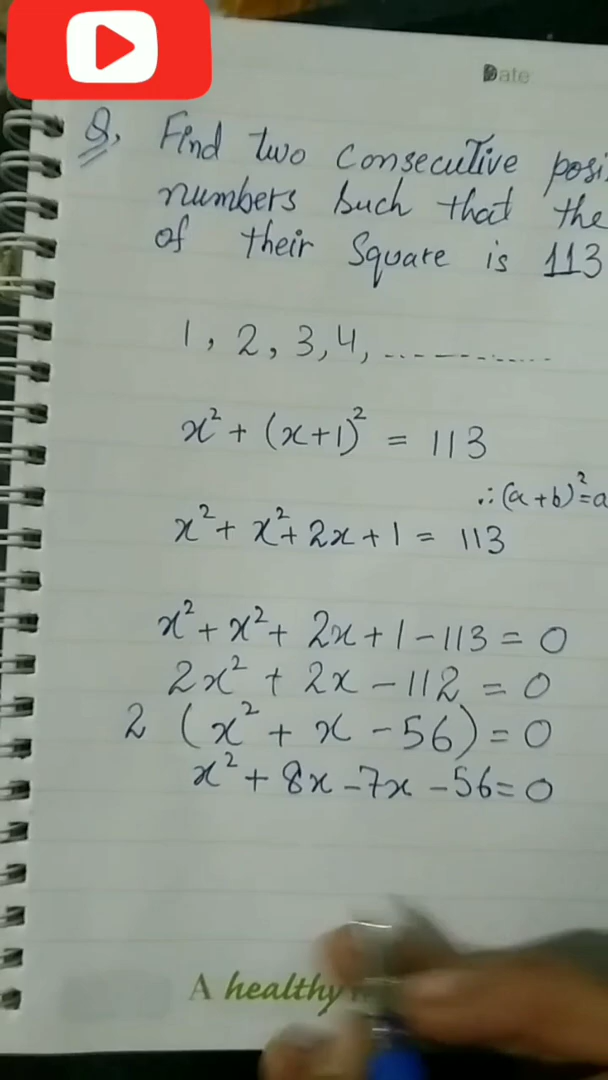 Date
Q. Find two consecutive posi
numbers such that the
of their Square is 113
1, 2, 3, 4, ------------
x² + (x+1)² = 113
∴ (a+b)² = a
x² + x² + 2x + 1 = 113
x² + x² + 2x + 1 - 113 = 0
2x² + 2x - 112 = 0
2 (x² + x - 56) = 0
x² + 8x - 7x - 56 = 0
A healthy